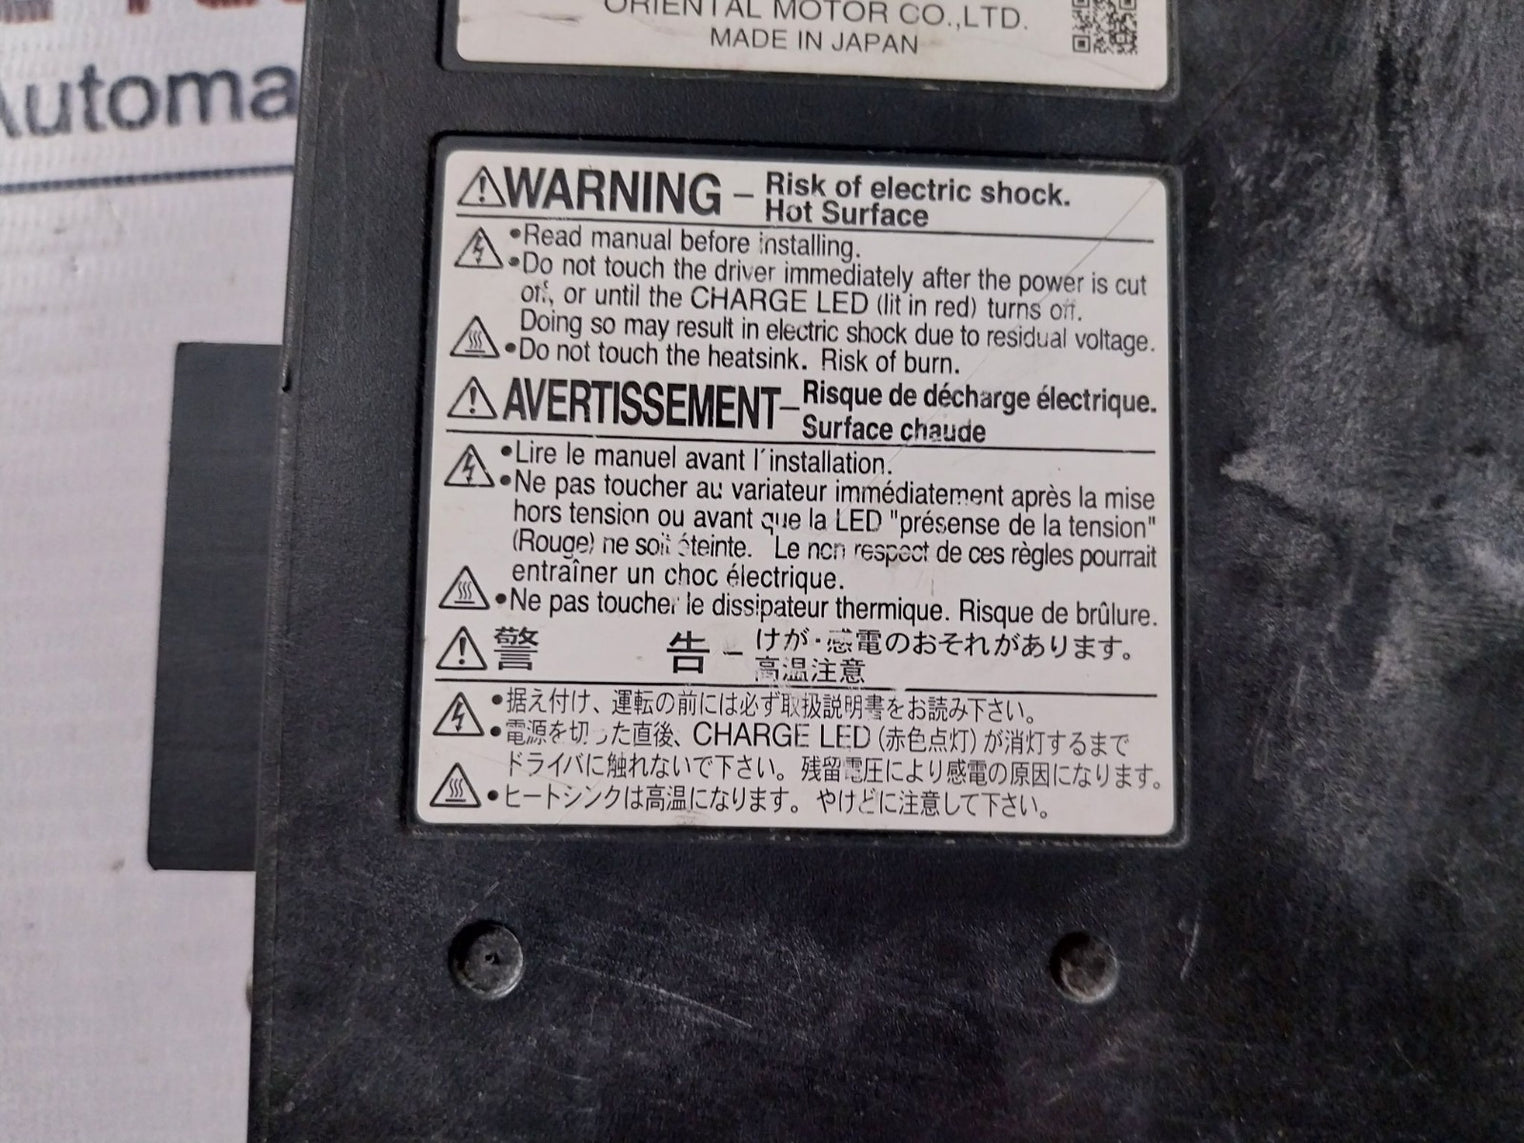 ORIENTAL MOTOR CO.,LTD.
MADE IN JAPAN
Automa
WARNING – Risk of electric shock.
Hot Surface
•Read manual before installing.
•Do not touch the driver immediately after the power is cut
off, or until the CHARGE LED (lit in red) turns off.
Doing so may result in electric shock due to residual voltage.
•Do not touch the heatsink. Risk of burn.
AVERTISSEMENT– Risque de décharge électrique.
Surface chaude
•Lire le manuel avant l´installation.
•Ne pas toucher au variateur immédiatement après la mise
hors tension ou avant que la LED "présense de la tension"
(Rouge) ne soit éteinte. Le non respect de ces règles pourrait
entraîner un choc électrique.
•Ne pas toucher le dissipateur thermique. Risque de brûlure.
警 告 – けが・感電のおそれがあります。
高温注意
•据え付け、運転の前には必ず取扱説明書をお読み下さい。
•電源を切った直後、CHARGE LED (赤色点灯) が消灯するまで
ドライバに触れないで下さい。残留電圧により感電の原因になります。
•ヒートシンクは高温になります。やけどに注意して下さい。